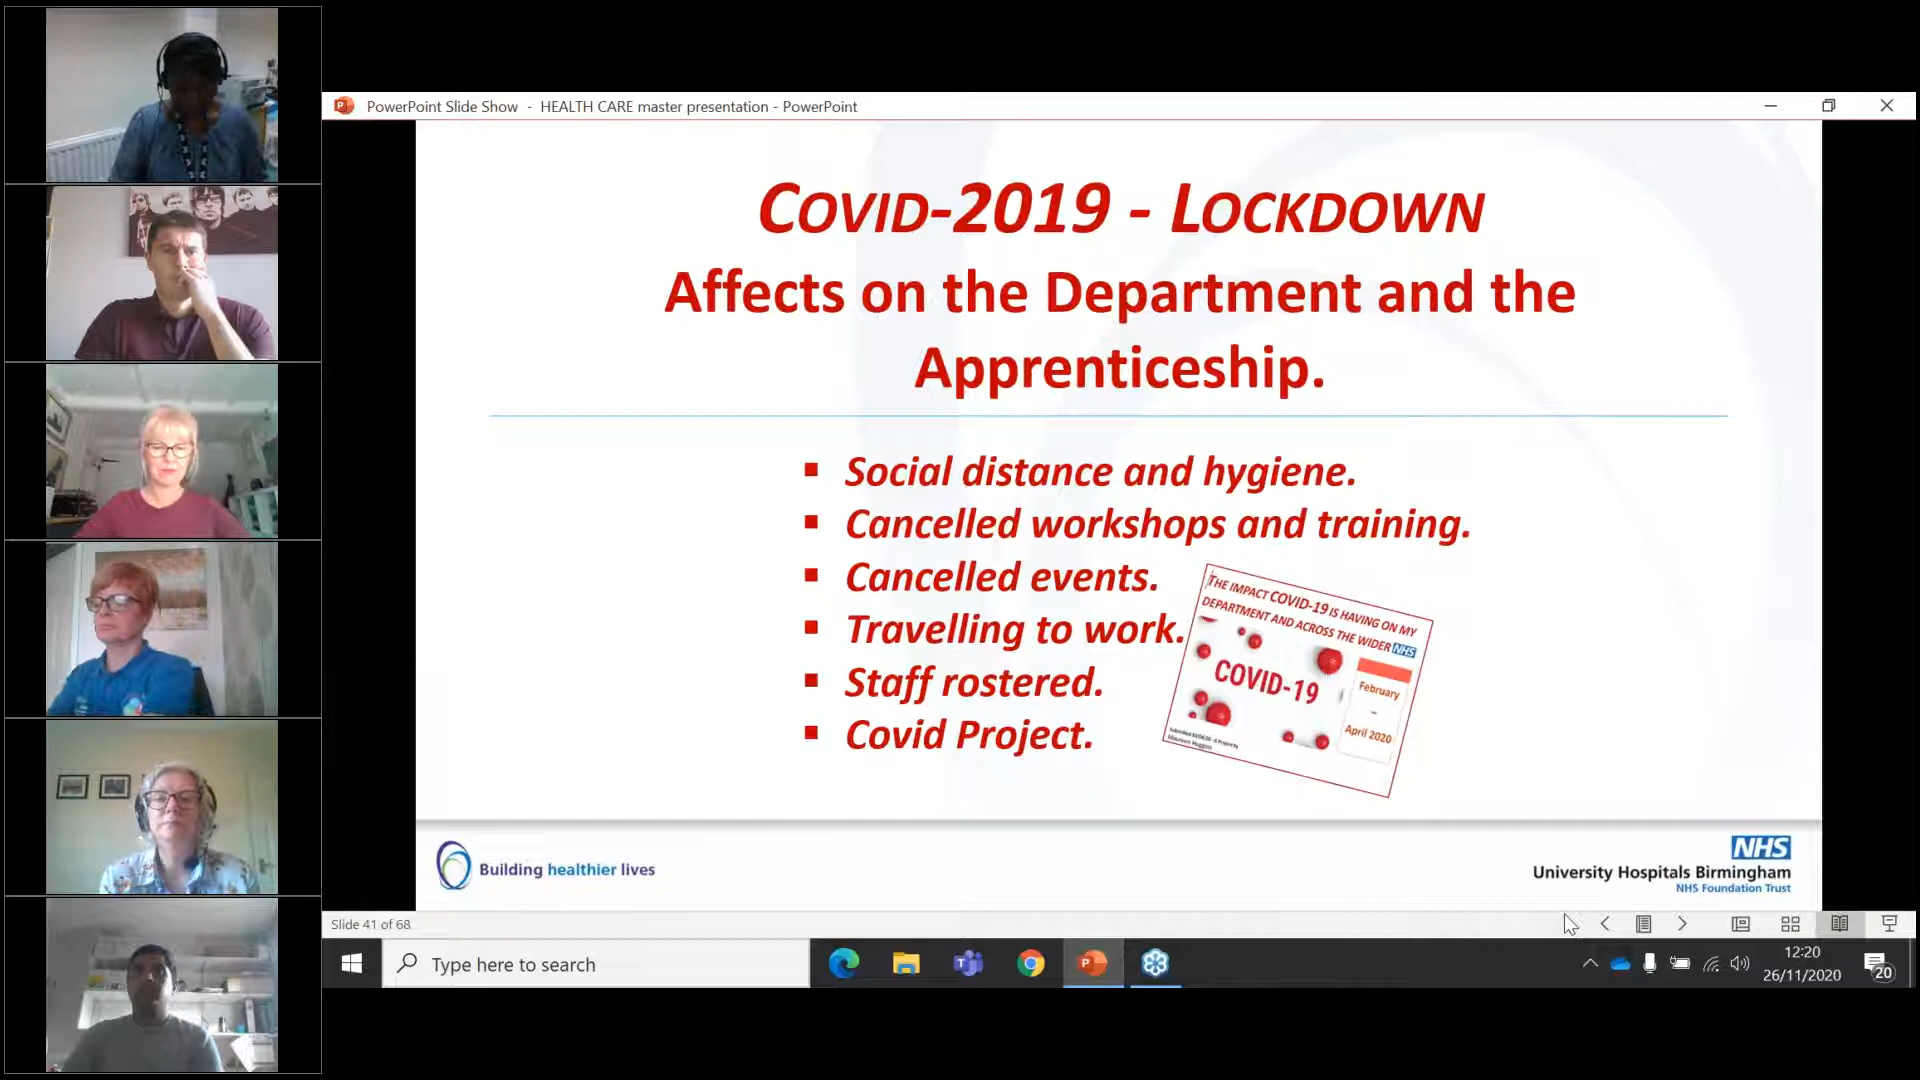 PowerPoint Slide Show - HEALTH CARE master presentation - PowerPoint
COVID-2019 - LOCKDOWN
Affects on the Department and the
Apprenticeship.
Social distance and hygiene.
Cancelled workshops and training.
Cancelled events.
Travelling to work.
Staff rostered.
Covid Project.
THE IMPACT COVID-19 IS HAVING ON MY
DEPARTMENT AND ACROSS THE WIDER NHS
COVID-19
February
–
April 2020
Maureen Huggins
Building healthier lives
NHS
University Hospitals Birmingham
NHS Foundation Trust
Slide 41 of 68
Type here to search
12:20
26/11/2020
20